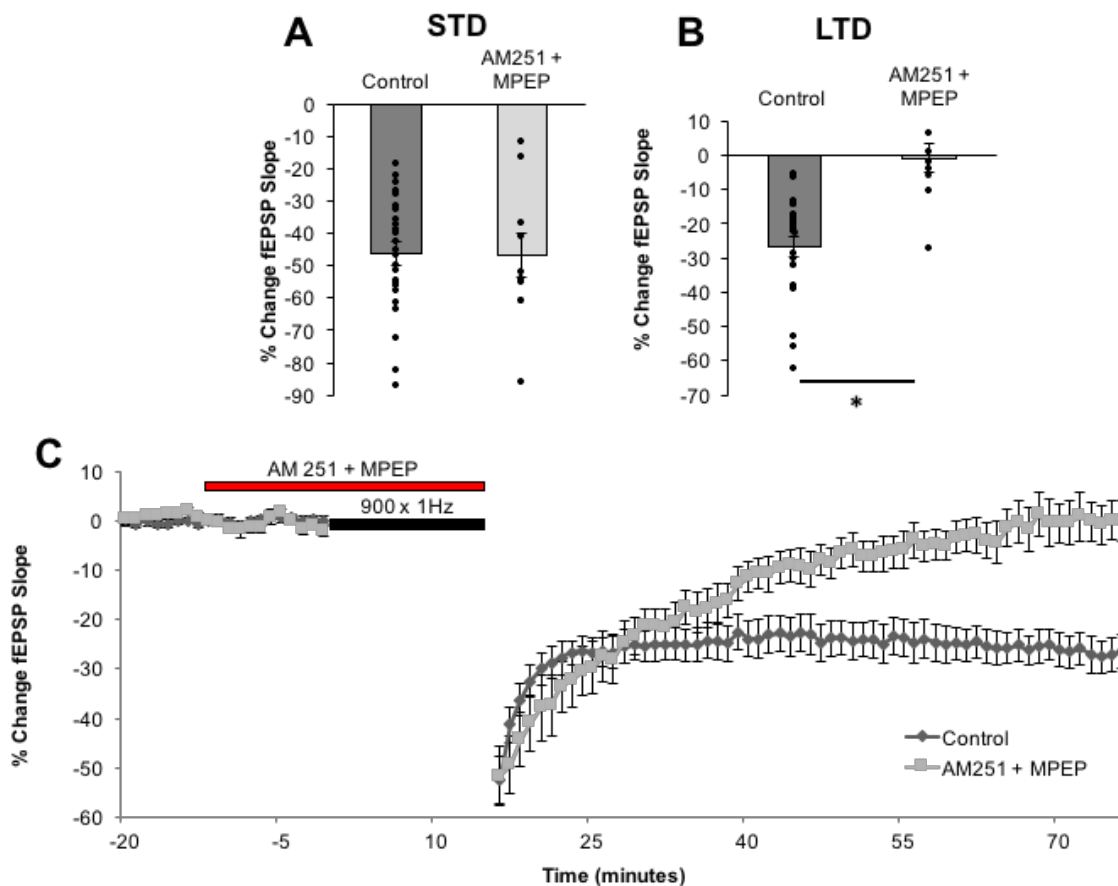 A
STD
Control
AM251 +
MPEP
% Change fEPSP Slope
0
-10
-20
-30
-40
-50
-60
-70
-80
-90
B
LTD
Control
AM251 +
MPEP
% Change fEPSP Slope
10
0
-10
-20
-30
-40
-50
-60
-70
*
C
% Change fEPSP Slope
10
0
-10
-20
-30
-40
-50
-60
AM 251 + MPEP
900 x 1Hz
Control
AM251 + MPEP
-20 -5 10 25 40 55 70
Time (minutes)